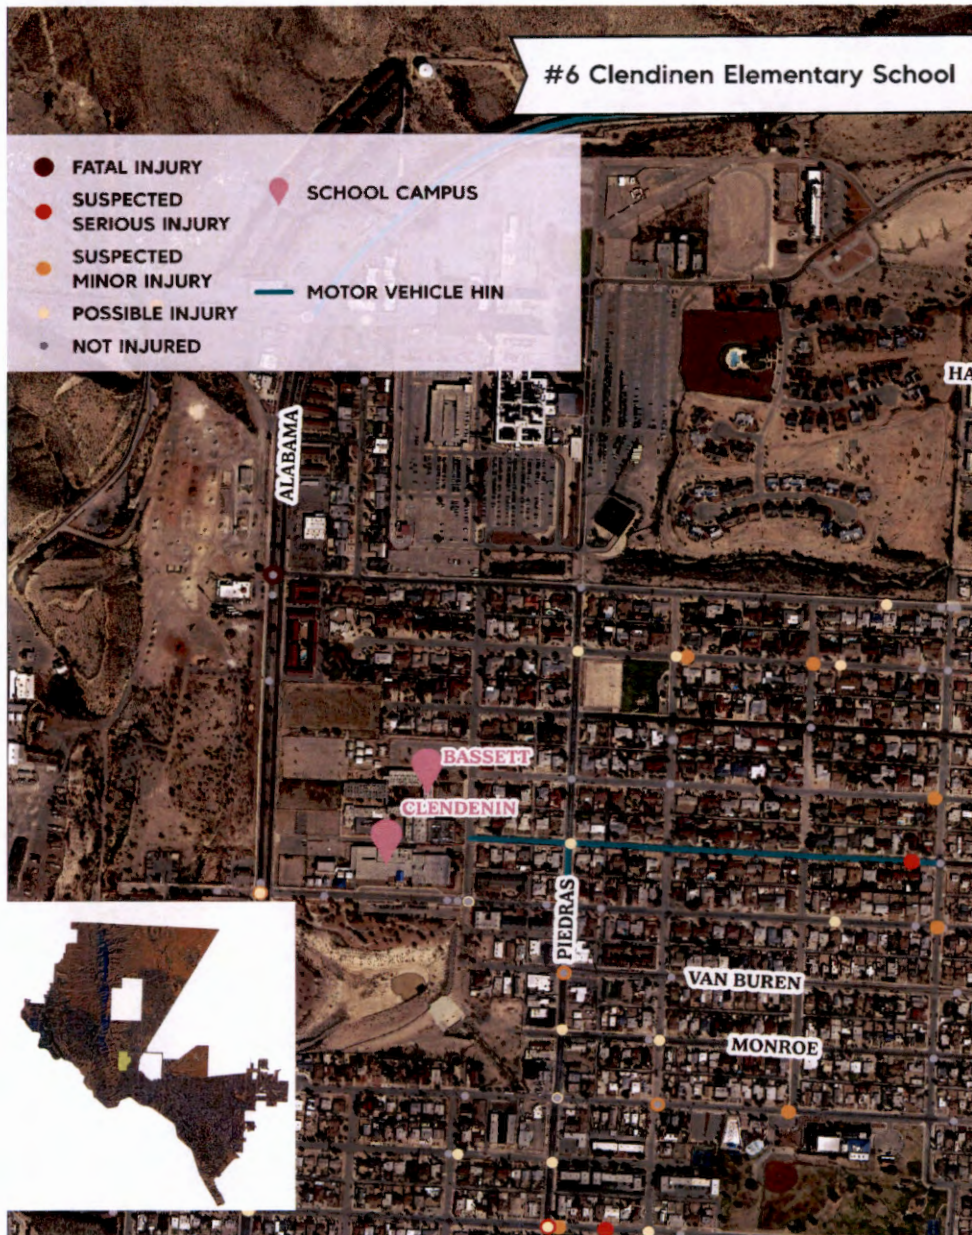 #6 Clendinen Elementary School
FATAL INJURY
SUSPECTED
SERIOUS INJURY
SUSPECTED
MINOR INJURY
POSSIBLE INJURY
NOT INJURED
SCHOOL CAMPUS
MOTOR VEHICLE HIN
HA
ALABAMA
BASSETT
CLENDENIN
PIEDRAS
VAN BUREN
MONROE